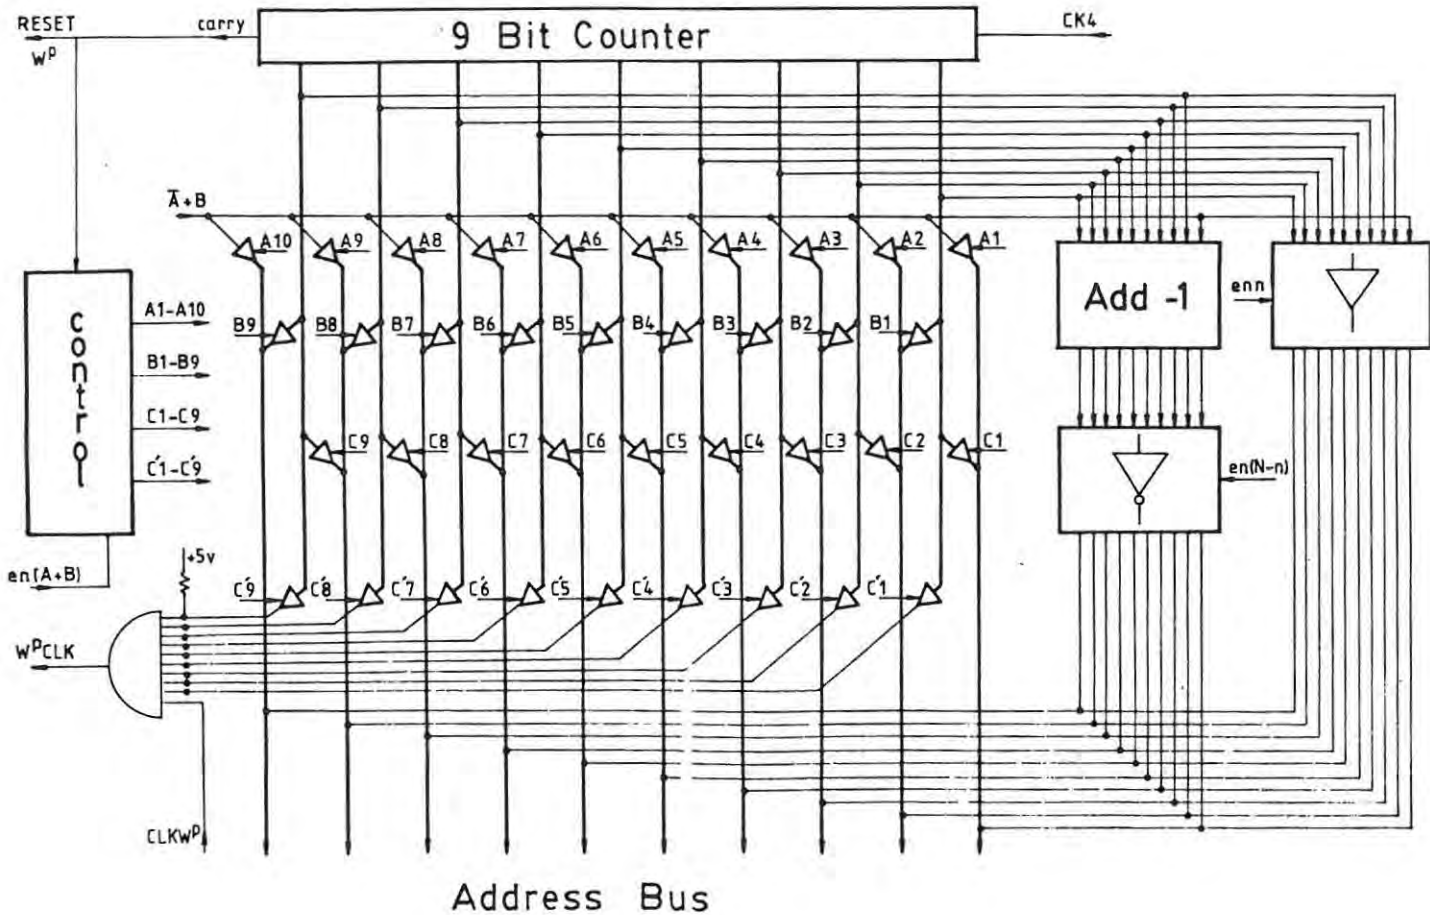 RESET
carry
9 Bit Counter
CK4
W^P
A̅+B
A10 A9 A8 A7 A6 A5 A4 A3 A2 A1
control
A1-A10
B1-B9
C1-C9
C'1-C'9
B9 B8 B7 B6 B5 B4 B3 B2 B1
Add -1
enn
C9 C8 C7 C6 C5 C4 C3 C2 C1
en(N-n)
+5v
en(A+B)
C'9 C'8 C'7 C'6 C'5 C'4 C'3 C'2 C'1
W^PCLK
CLKW^P
Address Bus